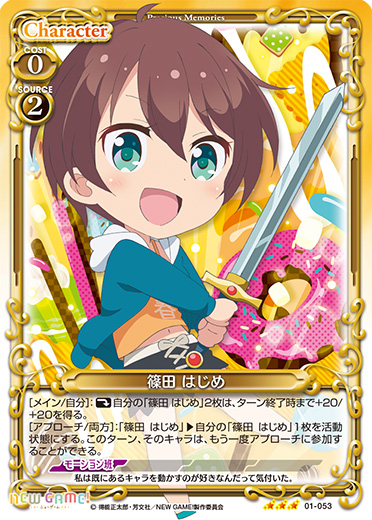 Precious Memories
Character
COST
0
SOURCE
2
篠田 はじめ
[メイン/自分]:自分の「篠田 はじめ」2枚は、ターン終了時まで+20/
+20を得る。
[アプローチ/両方]:「篠田 はじめ」▶自分の「篠田 はじめ」1枚を活動
状態にする。このターン、そのキャラは、もう一度アプローチに参加す
ることができる。
モーション班
私は既にあるキャラを動かすのが好きなんだって気付いた。
NEW GAME!
01-053
© 得能正太郎・芳文社／NEW GAME!製作委員会